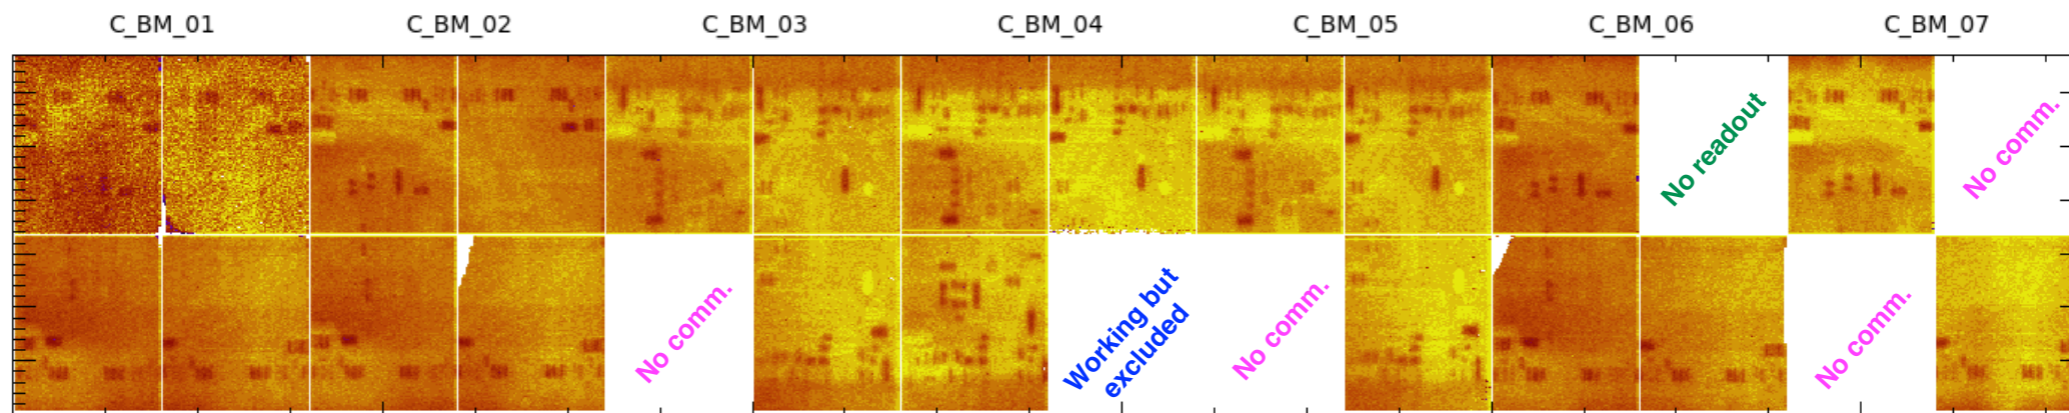 C_BM_01 C_BM_02 C_BM_03 C_BM_04 C_BM_05 C_BM_06 C_BM_07
No readout
No comm.
No comm.
Working but
excluded
No comm.
No comm.